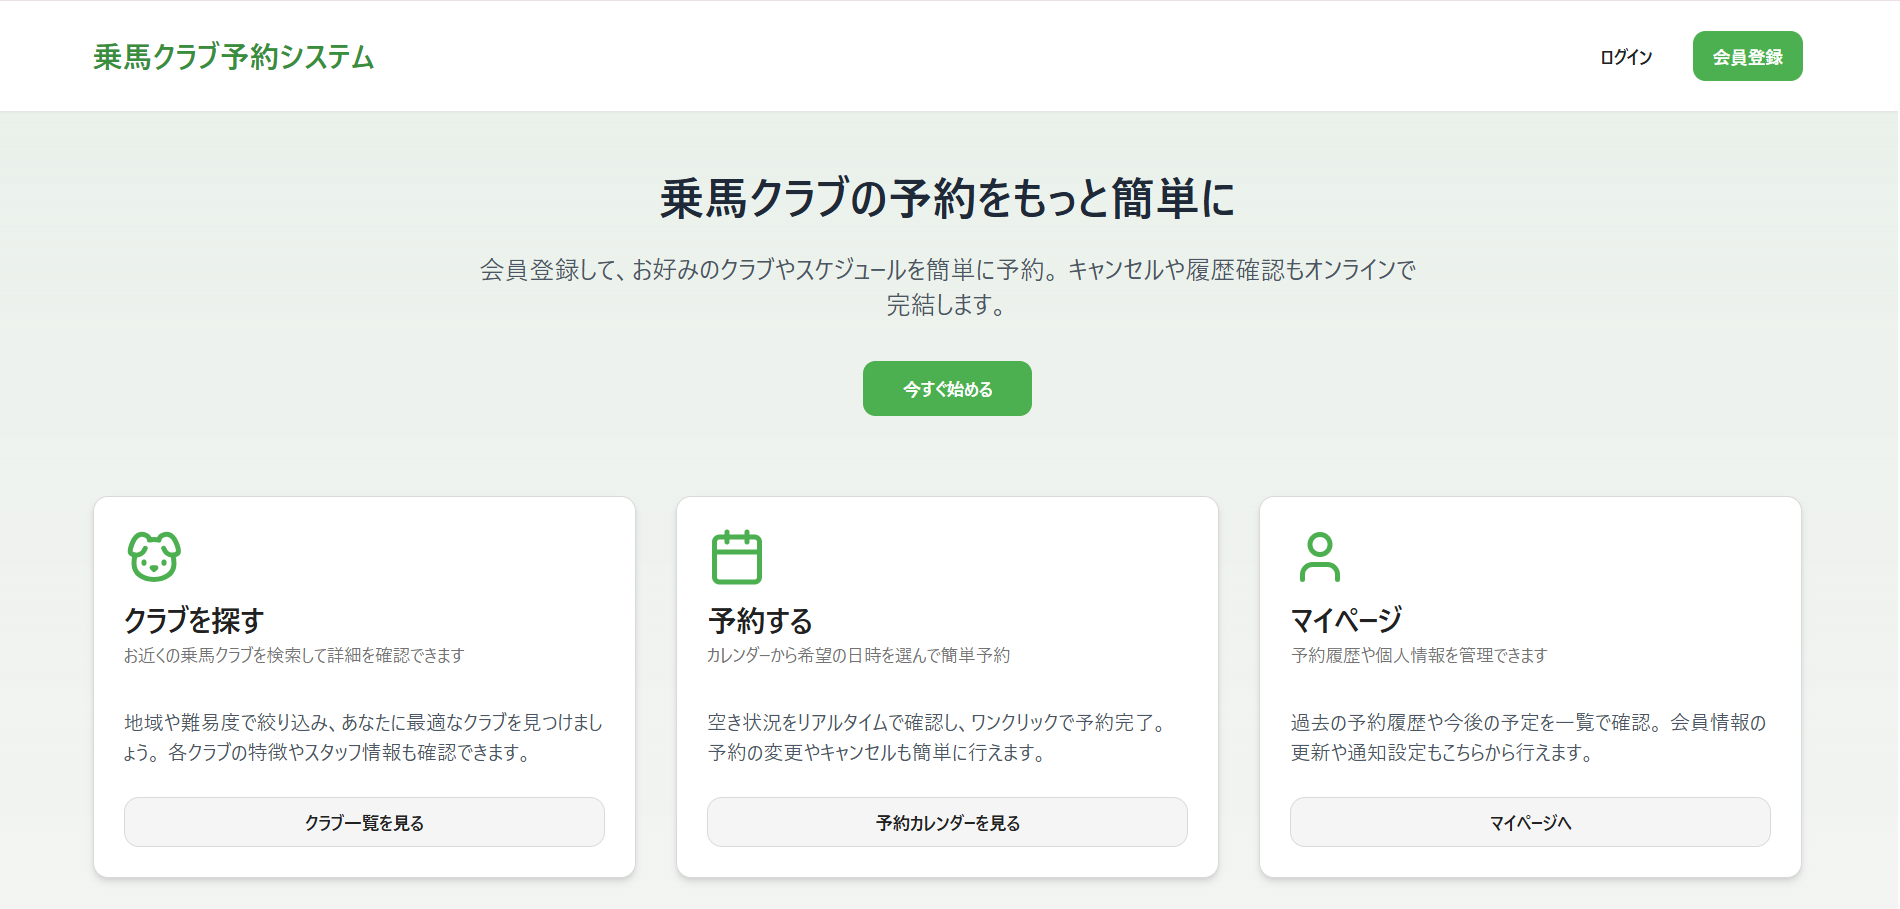 乗馬クラブ予約システム
ログイン
会員登録
乗馬クラブの予約をもっと簡単に
会員登録して、お好みのクラブやスケジュールを簡単に予約。キャンセルや履歴確認もオンラインで
完結します。
今すぐ始める
クラブを探す
お近くの乗馬クラブを検索して詳細を確認できます
地域や難易度で絞り込み、あなたに最適なクラブを見つけまし
ょう。各クラブの特徴やスタッフ情報も確認できます。
クラブ一覧を見る
予約する
カレンダーから希望の日時を選んで簡単予約
空き状況をリアルタイムで確認し、ワンクリックで予約完了。
予約の変更やキャンセルも簡単に行えます。
予約カレンダーを見る
マイページ
予約履歴や個人情報を管理できます
過去の予約履歴や今後の予定を一覧で確認。会員情報の
更新や通知設定もこちらから行えます。
マイページへ